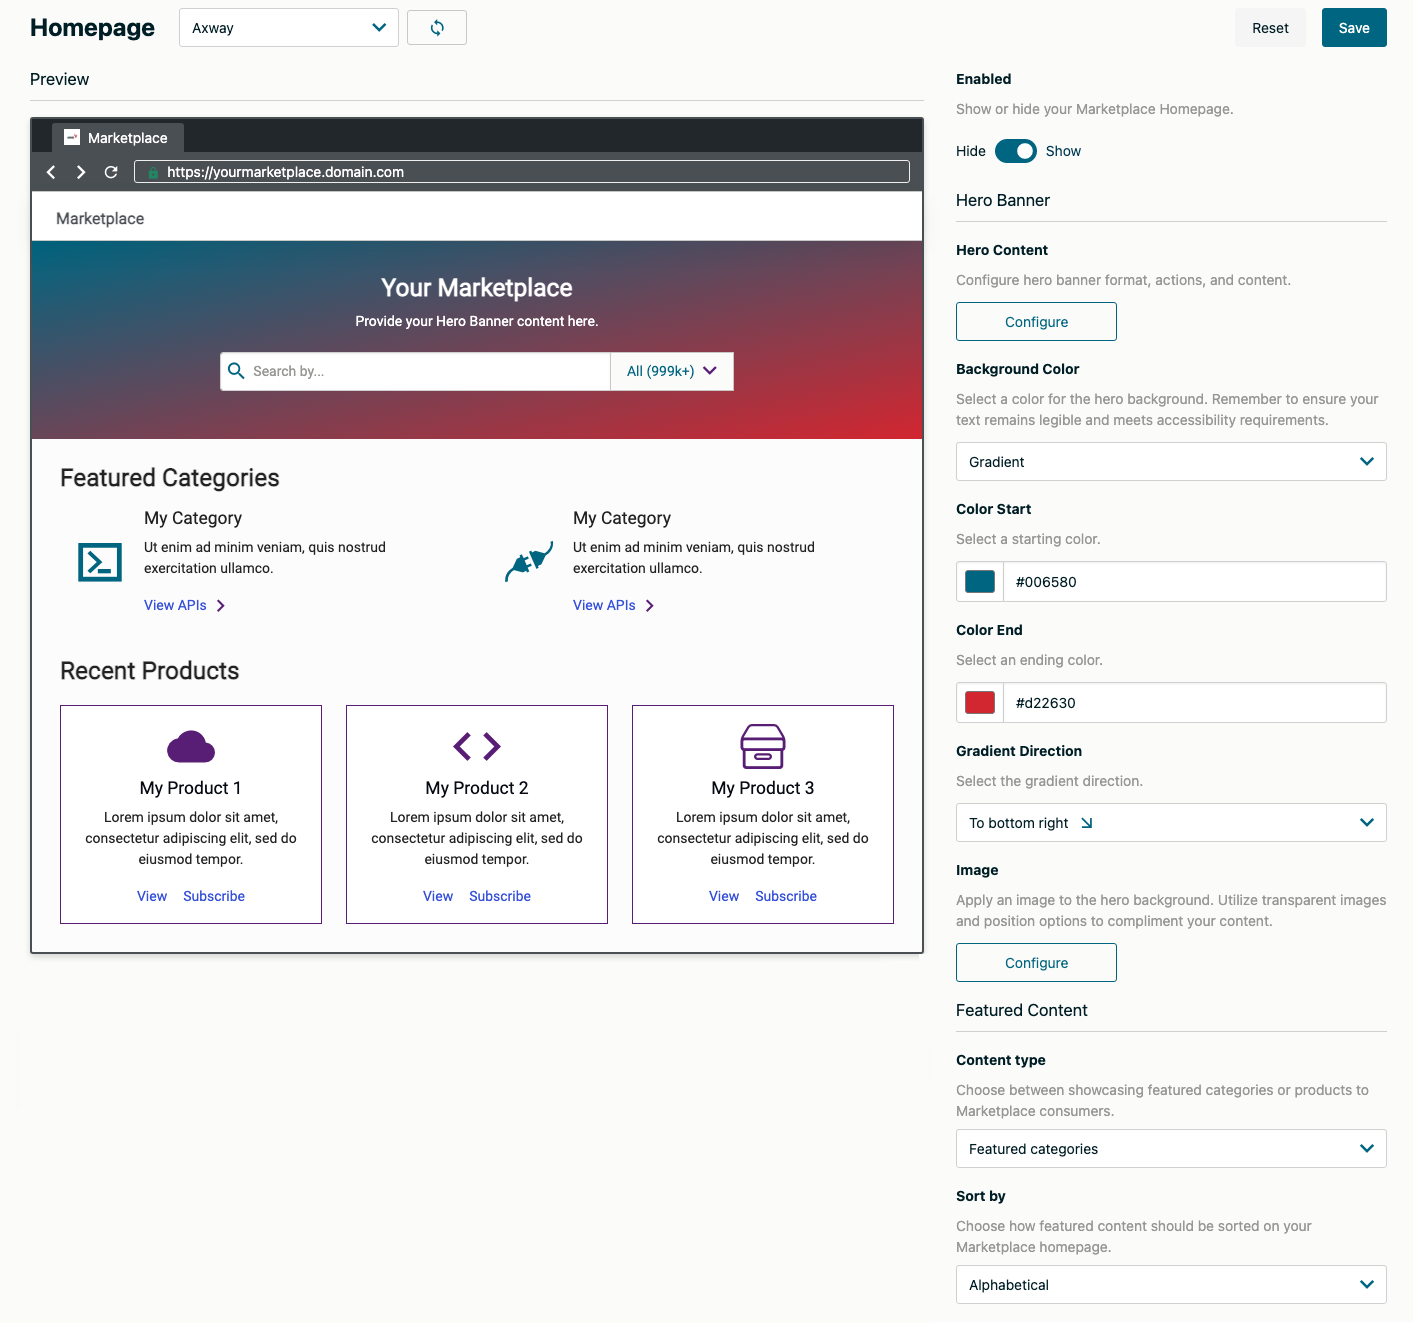 Homepage
Axway
Reset
Save
Preview
Marketplace
https://yourmarketplace.domain.com
Marketplace
Your Marketplace
Provide your Hero Banner content here.
Search by...
All (999k+)
Featured Categories
My Category
Ut enim ad minim veniam, quis nostrud
exercitation ullamco.
View APIs
My Category
Ut enim ad minim veniam, quis nostrud
exercitation ullamco.
View APIs
Recent Products
My Product 1
Lorem ipsum dolor sit amet,
consectetur adipiscing elit, sed do
eiusmod tempor.
View Subscribe
My Product 2
Lorem ipsum dolor sit amet,
consectetur adipiscing elit, sed do
eiusmod tempor.
View Subscribe
My Product 3
Lorem ipsum dolor sit amet,
consectetur adipiscing elit, sed do
eiusmod tempor.
View Subscribe
Enabled
Show or hide your Marketplace Homepage.
Hide Show
Hero Banner
Hero Content
Configure hero banner format, actions, and content.
Configure
Background Color
Select a color for the hero background. Remember to ensure your
text remains legible and meets accessibility requirements.
Gradient
Color Start
Select a starting color.
#006580
Color End
Select an ending color.
#d22630
Gradient Direction
Select the gradient direction.
To bottom right
Image
Apply an image to the hero background. Utilize transparent images
and position options to compliment your content.
Configure
Featured Content
Content type
Choose between showcasing featured categories or products to
Marketplace consumers.
Featured categories
Sort by
Choose how featured content should be sorted on your
Marketplace homepage.
Alphabetical